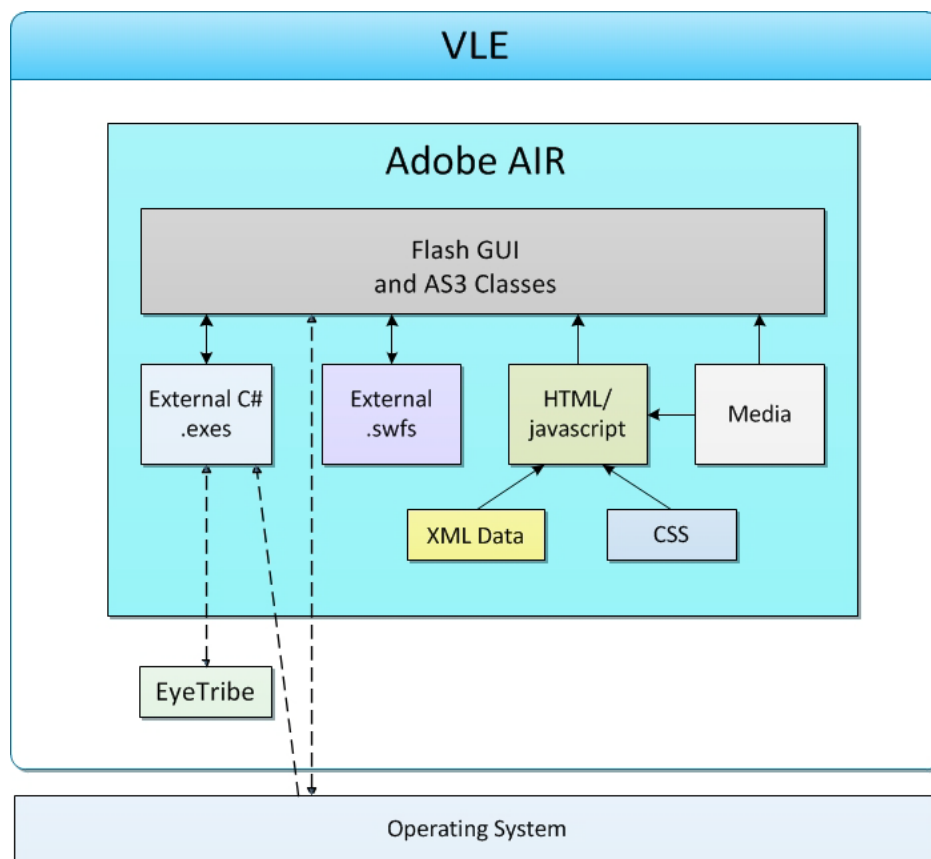 VLE
Adobe AIR
Flash GUI
and AS3 Classes
External C#
.exes
External
.swfs
HTML/
javascript
Media
XML Data
CSS
EyeTribe
Operating System